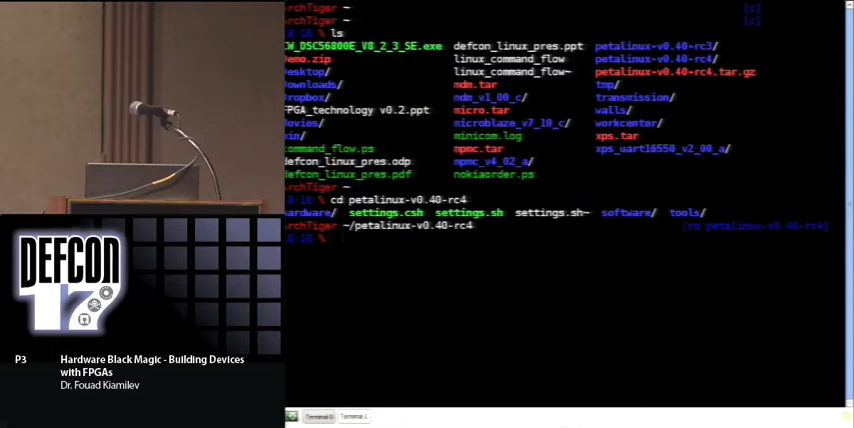 ArchTiger ~ [c]
ArchTiger ~ [c]
% ls
CW_DSC56800E_V8_2_3_SE.exe defcon_linux_pres.ppt petalinux-v0.40-rc3/
Demo.zip linux_command_flow petalinux-v0.40-rc4/
Desktop/ linux_command_flow~ petalinux-v0.40-rc4.tar.gz
Downloads/ mdm.tar tmp/
Dropbox/ mdm_v1_00_c/ transmission/
FPGA_technology v0.2.ppt micro.tar walls/
Movies/ microblaze_v7_10_c/ workcenter/
bin/ minicom.log xps.tar
command_flow.ps mpmc.tar xps_uart16550_v2_00_a/
defcon_linux_pres.odp mpmc_v4_02_a/
defcon_linux_pres.pdf nokiaorder.ps
ArchTiger ~
% cd petalinux-v0.40-rc4
hardware/ settings.csh settings.sh settings.sh~ software/ tools/
ArchTiger ~/petalinux-v0.40-rc4 [cd petalinux-v0.40-rc4]
%
Terminal 0 Terminal 1
DEFCON
17
P3 Hardware Black Magic - Building Devices
with FPGAs
Dr. Fouad Kiamilev